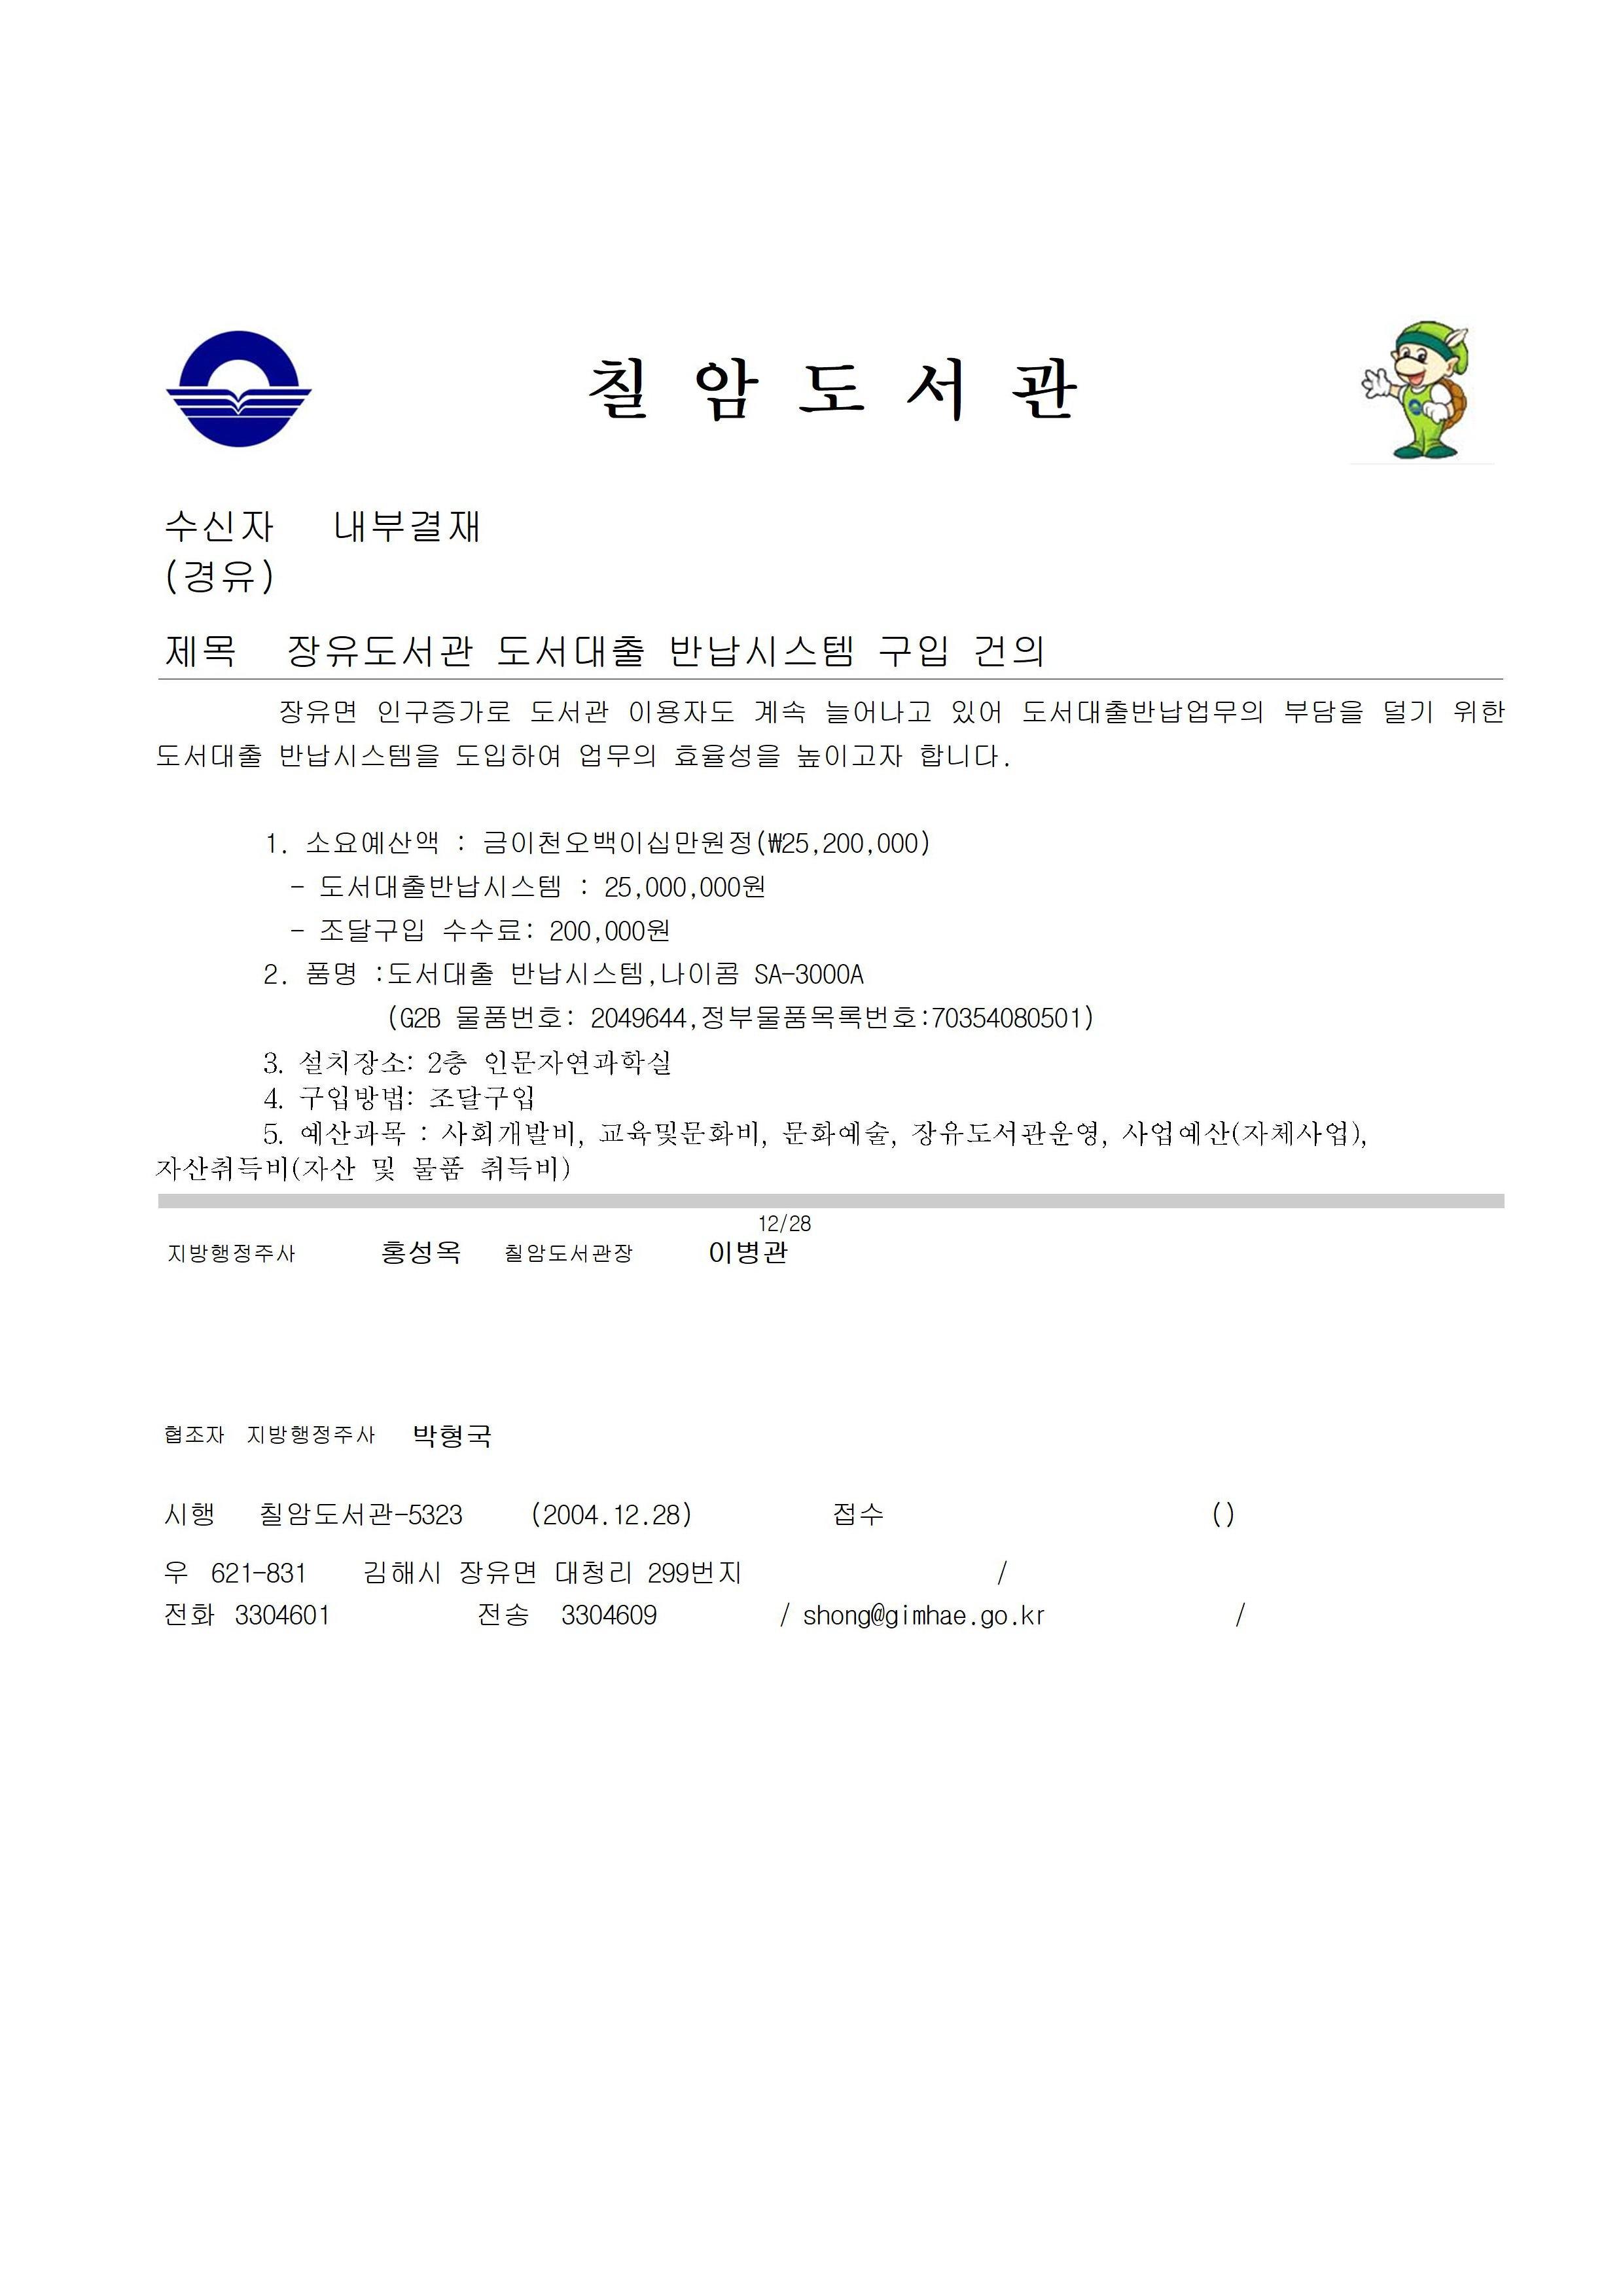 칠 암 도 서 관
수신자 내부결재
(경유)
제목 장유도서관 도서대출 반납시스템 구입 건의
장유면 인구증가로 도서관 이용자도 계속 늘어나고 있어 도서대출반납업무의 부담을 덜기 위한
도서대출 반납시스템을 도입하여 업무의 효율성을 높이고자 합니다.
1. 소요예산액 : 금이천오백이십만원정(₩25,200,000)
- 도서대출반납시스템 : 25,000,000원
- 조달구입 수수료: 200,000원
2. 품명 :도서대출 반납시스템,나이콤 SA-3000A
(G2B 물품번호: 2049644,정부물품목록번호:70354080501)
3. 설치장소: 2층 인문자연과학실
4. 구입방법: 조달구입
5. 예산과목 : 사회개발비, 교육및문화비, 문화예술, 장유도서관운영, 사업예산(자체사업),
자산취득비(자산 및 물품 취득비)
12/28
지방행정주사 홍성옥 칠암도서관장 이병관
협조자 지방행정주사 박형국
시행 칠암도서관-5323 (2004.12.28) 접수 ()
우 621-831 김해시 장유면 대청리 299번지 /
전화 3304601 전송 3304609 / shong@gimhae.go.kr /